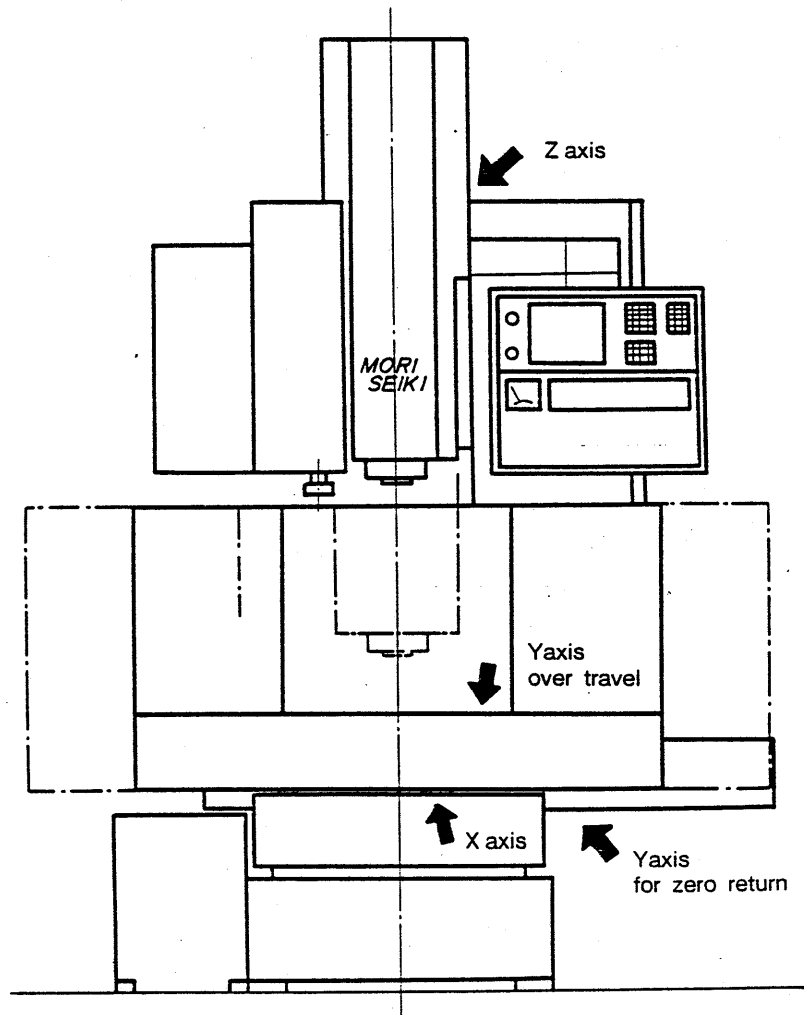 Z axis
MORI
SEIKI
Yaxis
over travel
X axis
Yaxis
for zero return